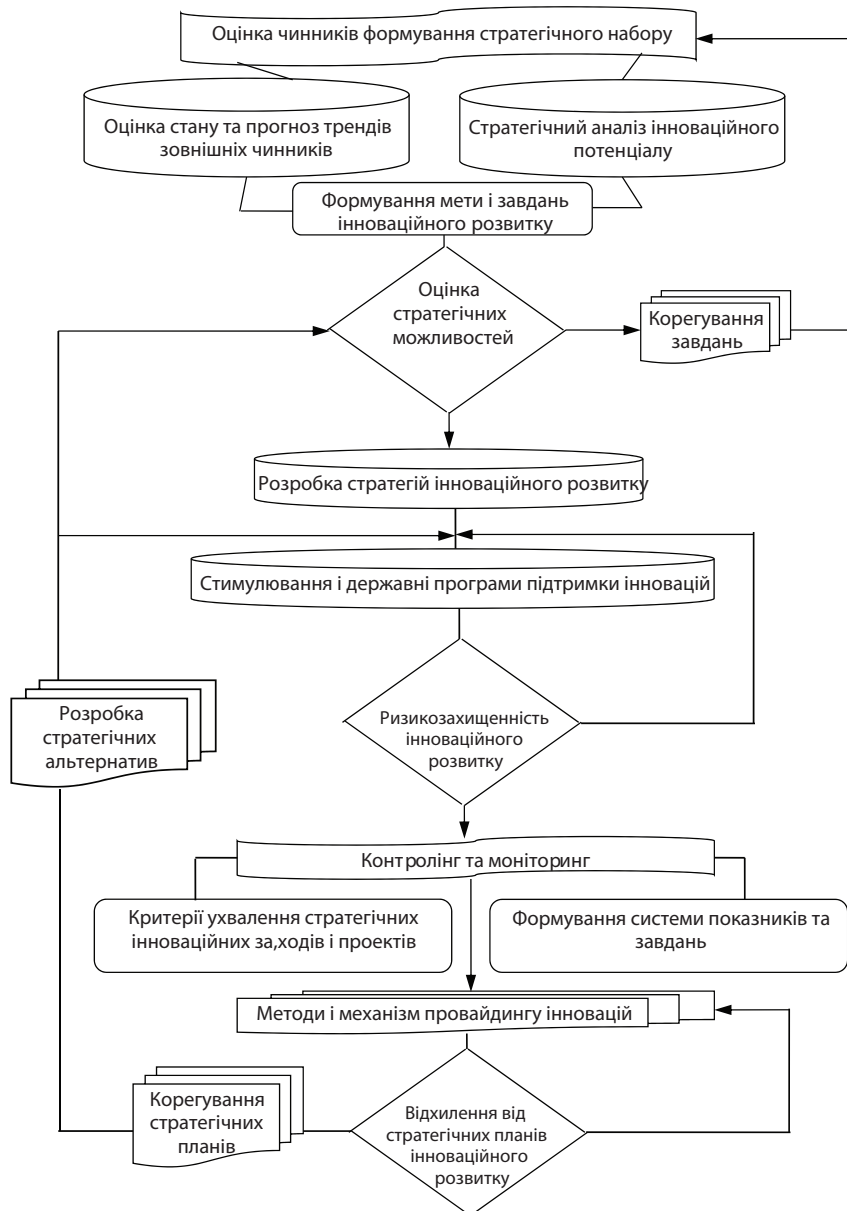 Оцінка чинників формування стратегічного набору
Оцінка стану та прогноз трендів
зовнішніх чинників
Стратегічний аналіз інноваційного
потенціалу
Формування мети і завдань
інноваційного розвитку
Оцінка
стратегічних
можливостей
Корегування
завдань
Розробка стратегій інноваційного розвитку
Стимулювання і державні програми підтримки інновацій
Розробка
стратегічних
альтернатив
Ризикозахищенність
інноваційного
розвитку
Контролінг та моніторинг
Критерії ухвалення стратегічних
інноваційних за,ходів і проектів
Формування системи показників та
завдань
Методи і механізм провайдингу інновацій
Корегування
стратегічних
планів
Відхилення від
стратегічних планів
інноваційного
розвитку